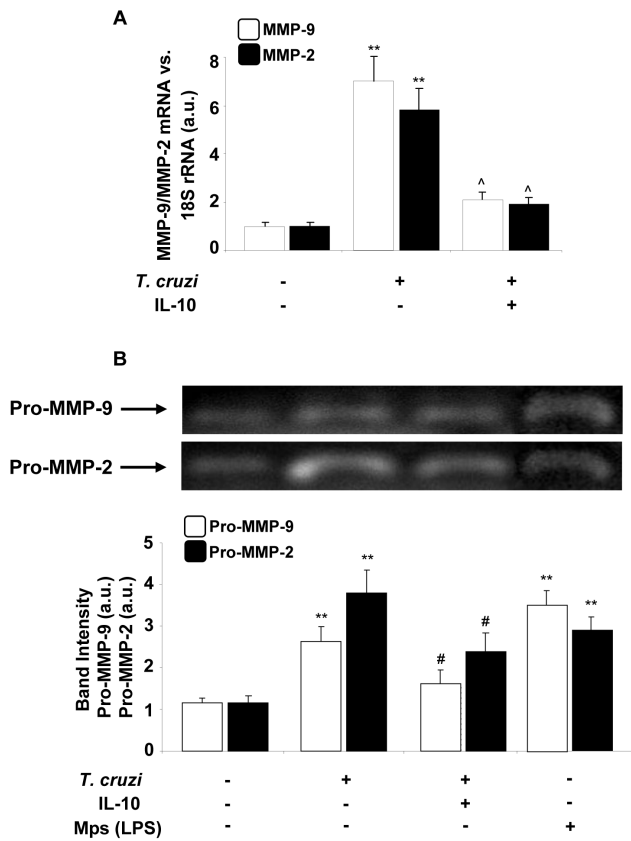 A
MMP-9
MMP-2
MMP-9/MMP-2 mRNA vs.
18S rRNA (a.u.)
8
6
4
2
0
**
**
^
^
T. cruzi - + +
IL-10 - - +
B
Pro-MMP-9
Pro-MMP-2
Pro-MMP-9
Pro-MMP-2
Band Intensity
Pro-MMP-9 (a.u.)
Pro-MMP-2 (a.u.)
5
4
3
2
1
0
**
**
#
#
**
**
T. cruzi - + + -
IL-10 - - + -
Mps (LPS) - - - +